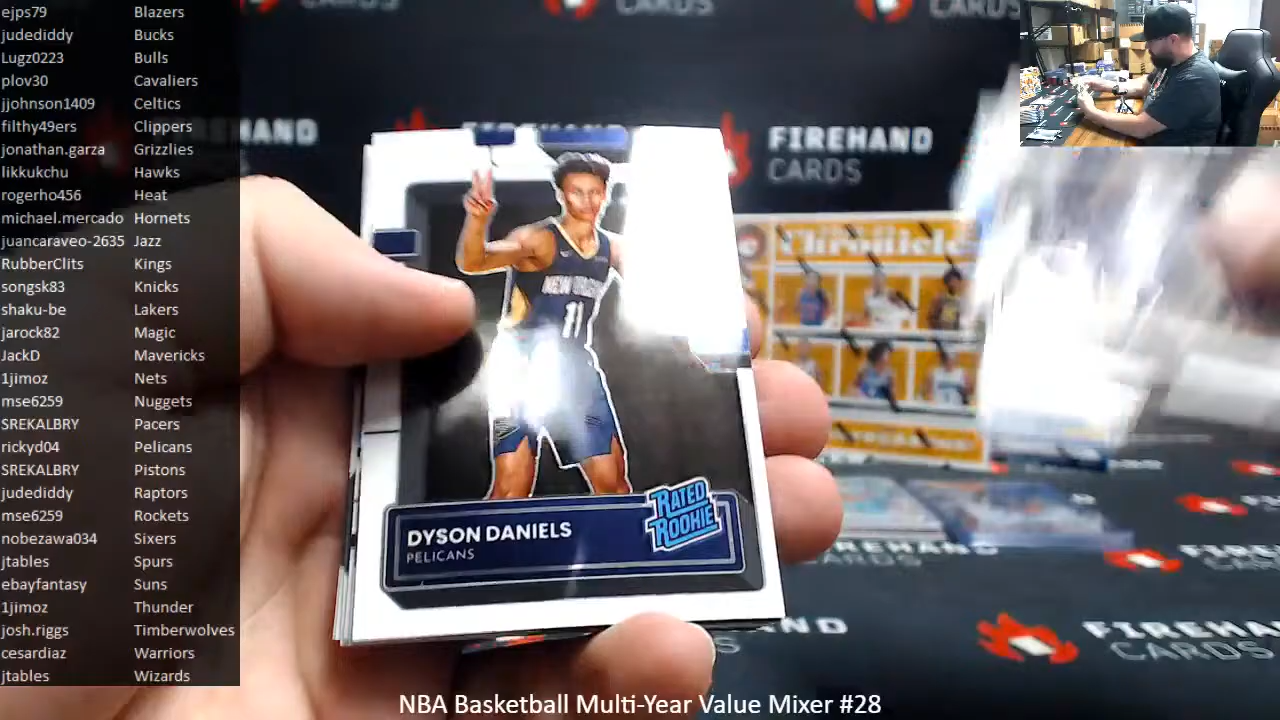 ejps79 Blazers
judediddy Bucks
Lugz0223 Bulls
plov30 Cavaliers
jjohnson1409 Celtics
filthy49ers Clippers
jonathan.garza Grizzlies
likkukchu Hawks
rogerho456 Heat
michael.mercado Hornets
juancaraveo-2635 Jazz
RubberClits Kings
songsk83 Knicks
shaku-be Lakers
jarock82 Magic
JackD Mavericks
1jimoz Nets
mse6259 Nuggets
SREKALBRY Pacers
rickyd04 Pelicans
SREKALBRY Pistons
judediddy Raptors
mse6259 Rockets
nobezawa034 Sixers
jtables Spurs
ebayfantasy Suns
1jimoz Thunder
josh.riggs Timberwolves
cesardiaz Warriors
jtables Wizards
CARDS
CARDS
CARDS
FIREHAND
CARDS
11
RATED
ROOKIE
DYSON DANIELS
PELICANS
FIREHAND
CARDS
NBA Basketball Multi-Year Value Mixer #28